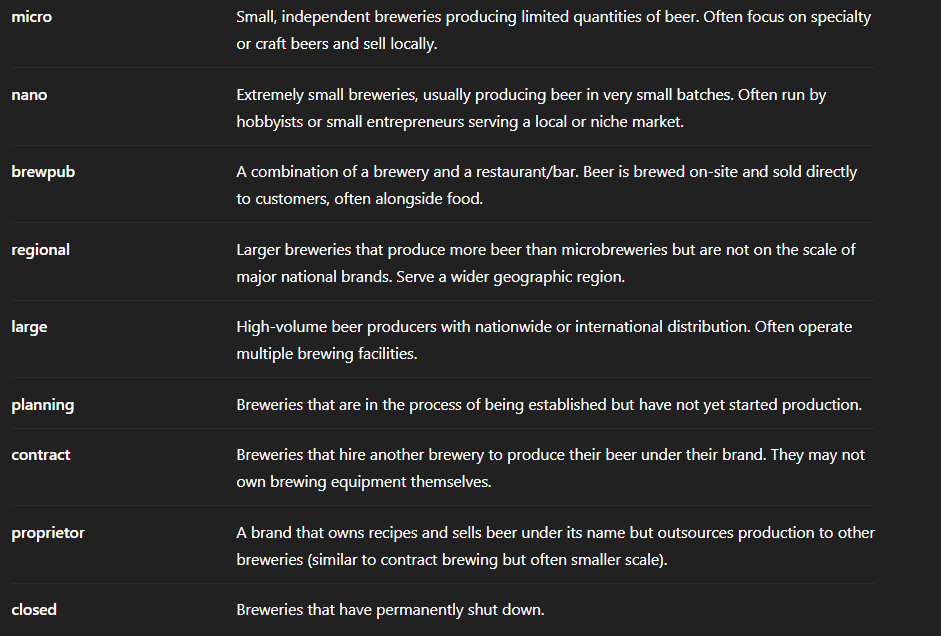 micro Small, independent breweries producing limited quantities of beer. Often focus on specialty
or craft beers and sell locally.
nano Extremely small breweries, usually producing beer in very small batches. Often run by
hobbyists or small entrepreneurs serving a local or niche market.
brewpub A combination of a brewery and a restaurant/bar. Beer is brewed on-site and sold directly
to customers, often alongside food.
regional Larger breweries that produce more beer than microbreweries but are not on the scale of
major national brands. Serve a wider geographic region.
large High-volume beer producers with nationwide or international distribution. Often operate
multiple brewing facilities.
planning Breweries that are in the process of being established but have not yet started production.
contract Breweries that hire another brewery to produce their beer under their brand. They may not
own brewing equipment themselves.
proprietor A brand that owns recipes and sells beer under its name but outsources production to other
breweries (similar to contract brewing but often smaller scale).
closed Breweries that have permanently shut down.